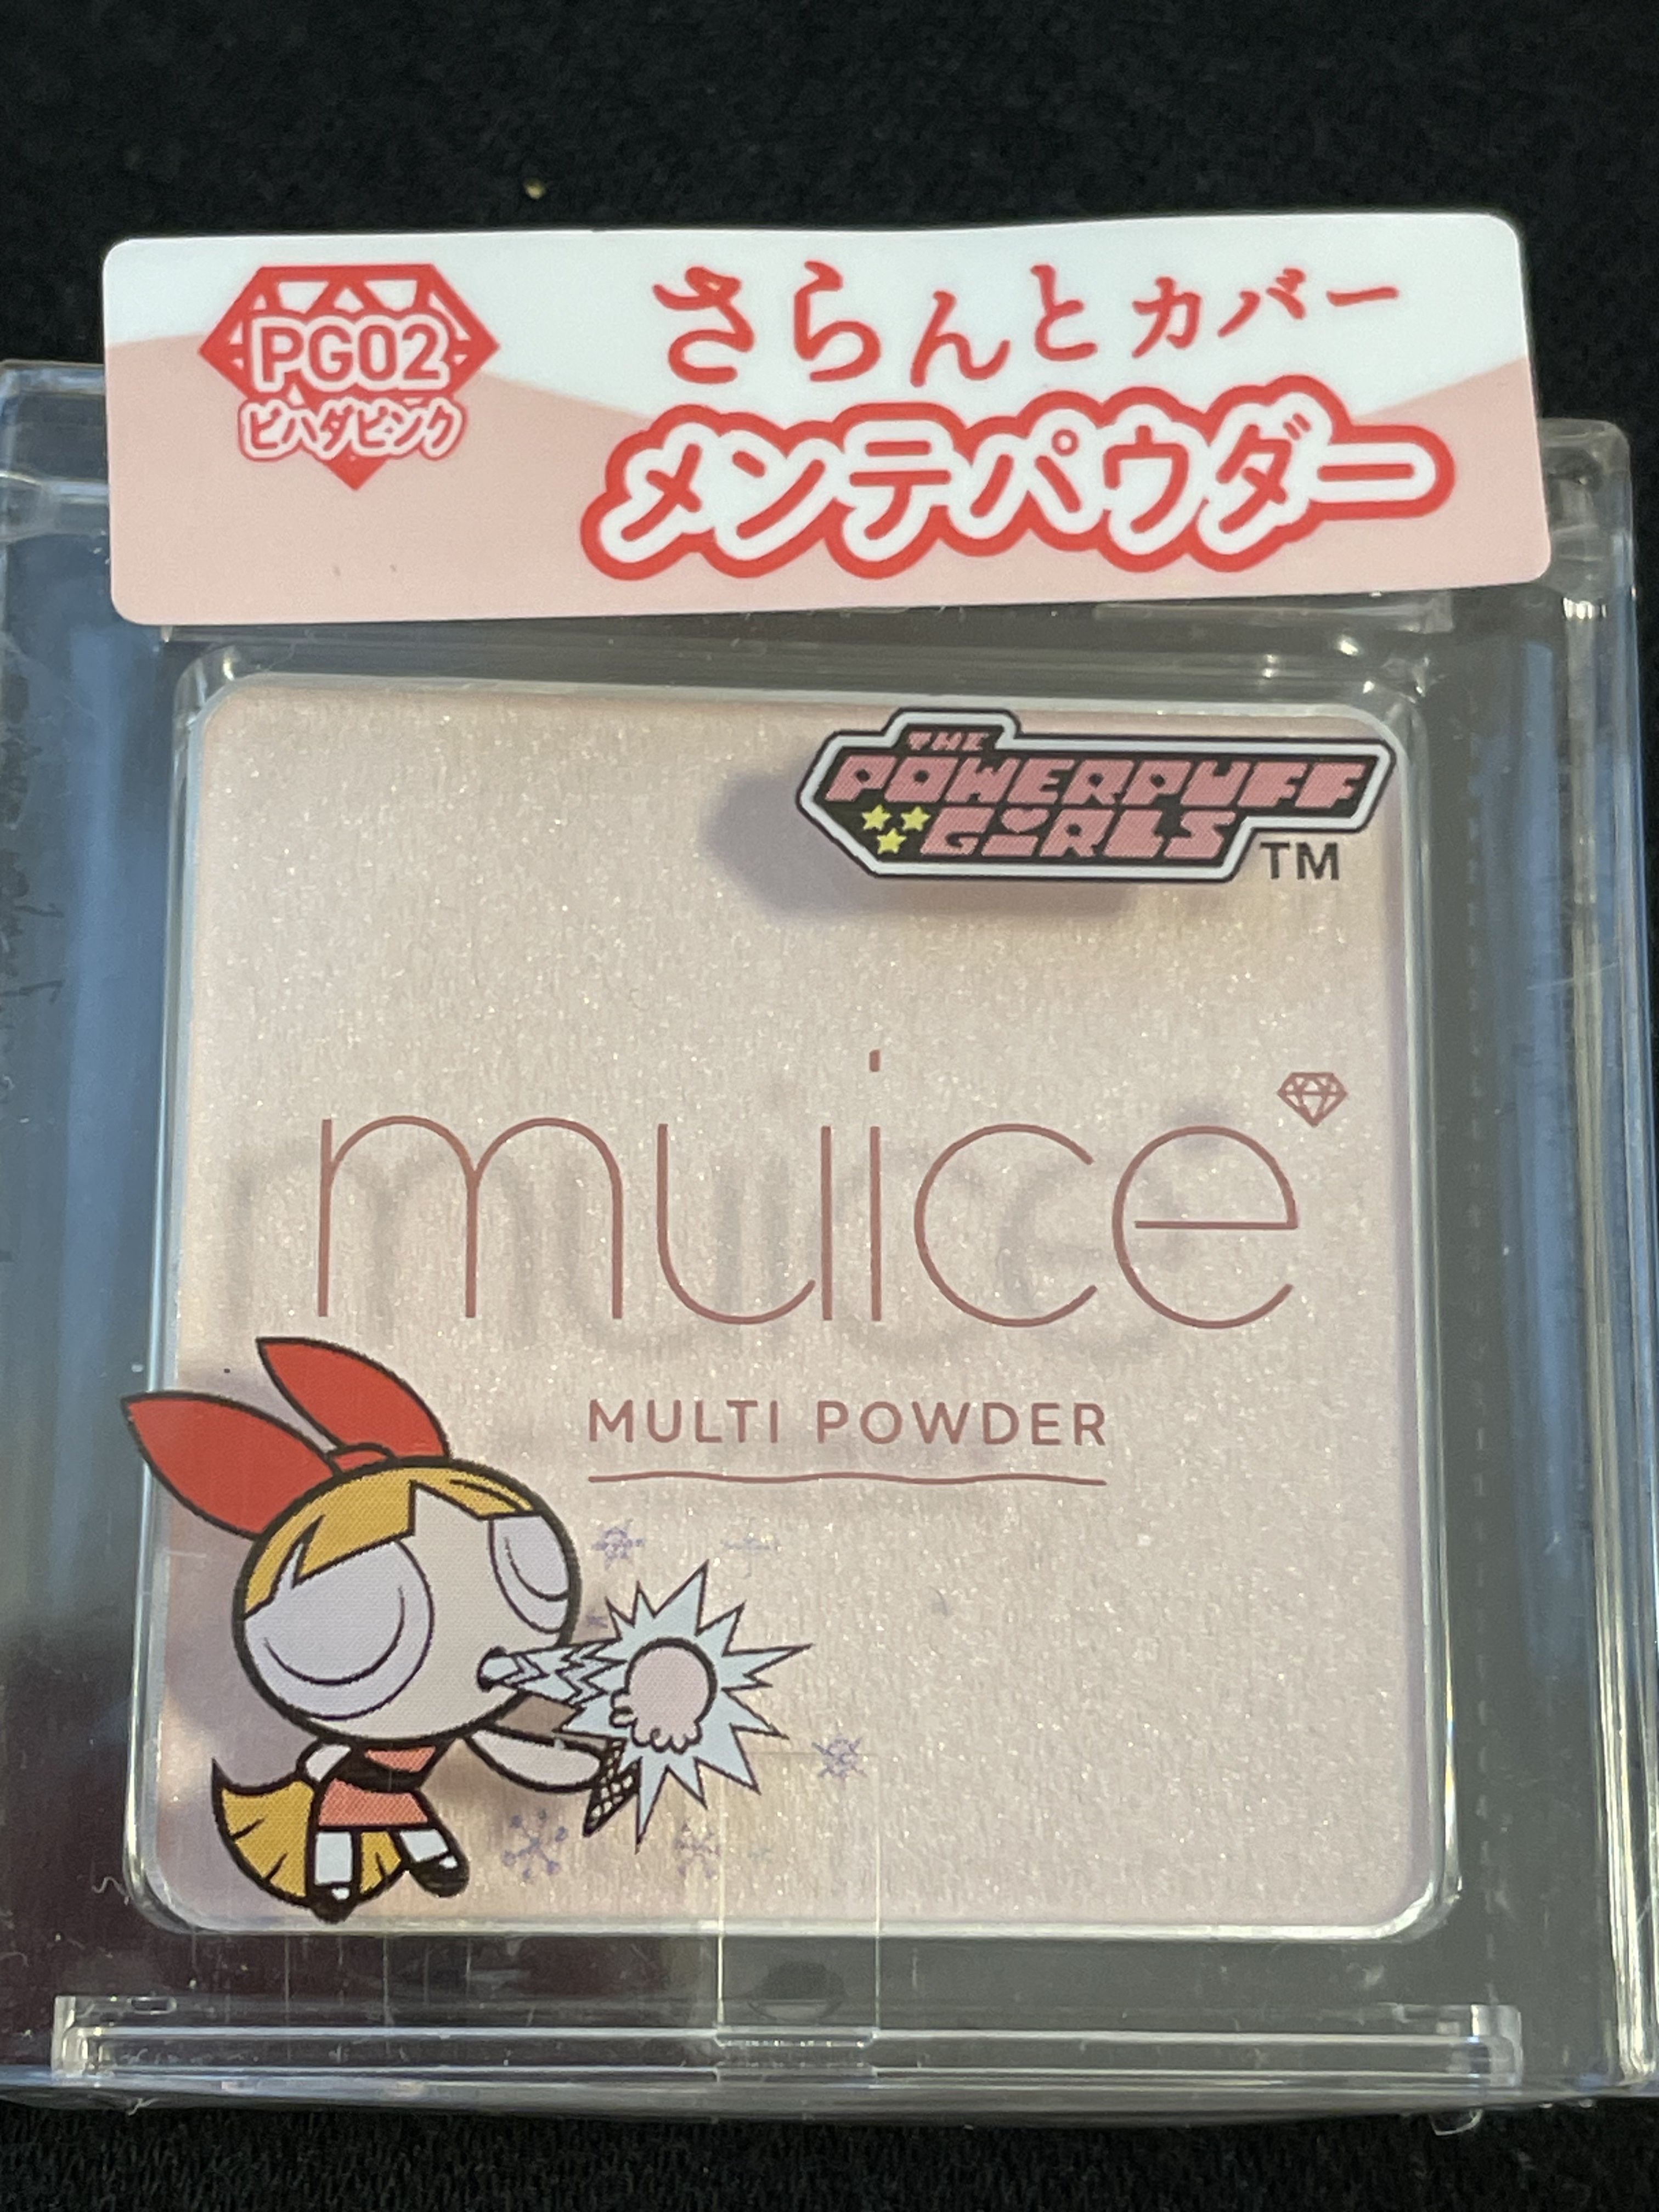 PG02
ビハダピンク
さらんとカバー
メンテパウダー
THE
POWERPUFF
GIRLS
TM
muice
MULTI POWDER